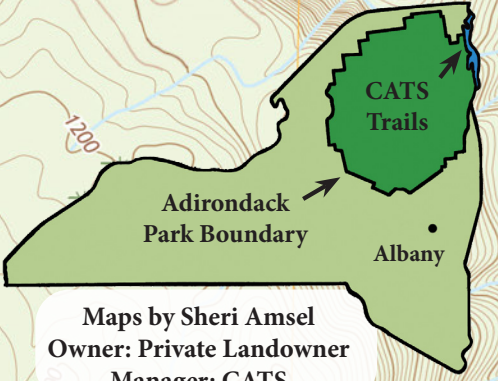 CATS
Trails
1200
Adirondack
Park Boundary
Albany
Maps by Sheri Amsel
Owner: Private Landowner
Manager: CATS